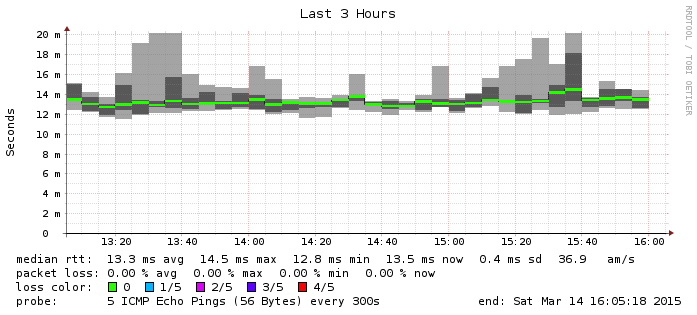 Last 3 Hours
RRDTOOL / TOBI OETIKER
Seconds
20 m
18 m
16 m
14 m
12 m
10 m
8 m
6 m
4 m
2 m
0
13:20 13:40 14:00 14:20 14:40 15:00 15:20 15:40 16:00
median rtt: 13.3 ms avg 14.5 ms max 12.8 ms min 13.5 ms now 0.4 ms sd 36.9 am/s
packet loss: 0.00 % avg 0.00 % max 0.00 % min 0.00 % now
loss color: 0 1/5 2/5 3/5 4/5
probe: 5 ICMP Echo Pings (56 Bytes) every 300s end: Sat Mar 14 16:05:18 2015